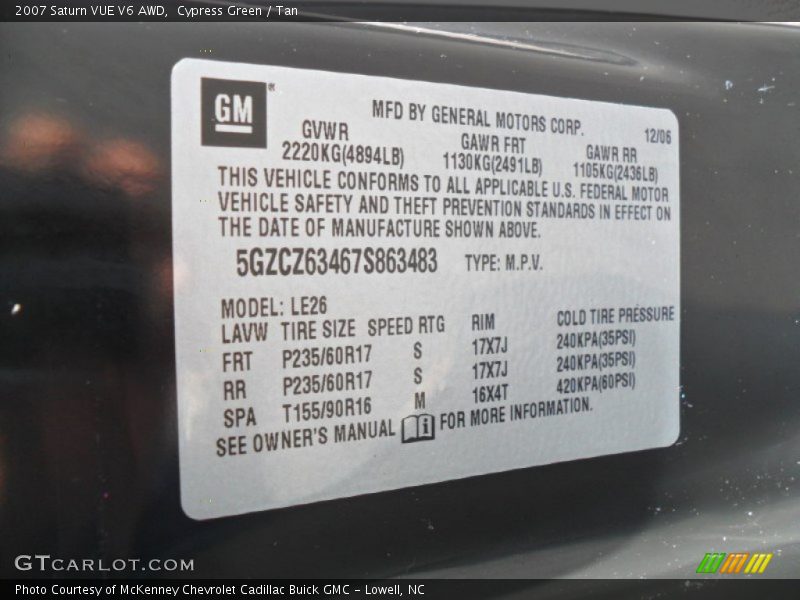 2007 Saturn VUE V6 AWD, Cypress Green / Tan
GM®
MFD BY GENERAL MOTORS CORP. 12/06
GVWR GAWR FRT GAWR RR
2220KG(4894LB) 1130KG(2491LB) 1105KG(2436LB)
THIS VEHICLE CONFORMS TO ALL APPLICABLE U.S. FEDERAL MOTOR
VEHICLE SAFETY AND THEFT PREVENTION STANDARDS IN EFFECT ON
THE DATE OF MANUFACTURE SHOWN ABOVE.
5GZCZ63467S863483 TYPE: M.P.V.
MODEL: LE26
LAVW TIRE SIZE SPEED RTG RIM COLD TIRE PRESSURE
FRT P235/60R17 S 17X7J 240KPA(35PSI)
RR P235/60R17 S 17X7J 240KPA(35PSI)
SPA T155/90R16 M 16X4T 420KPA(60PSI)
SEE OWNER'S MANUAL i FOR MORE INFORMATION.
GTCARLOT.COM
Photo Courtesy of McKenney Chevrolet Cadillac Buick GMC - Lowell, NC